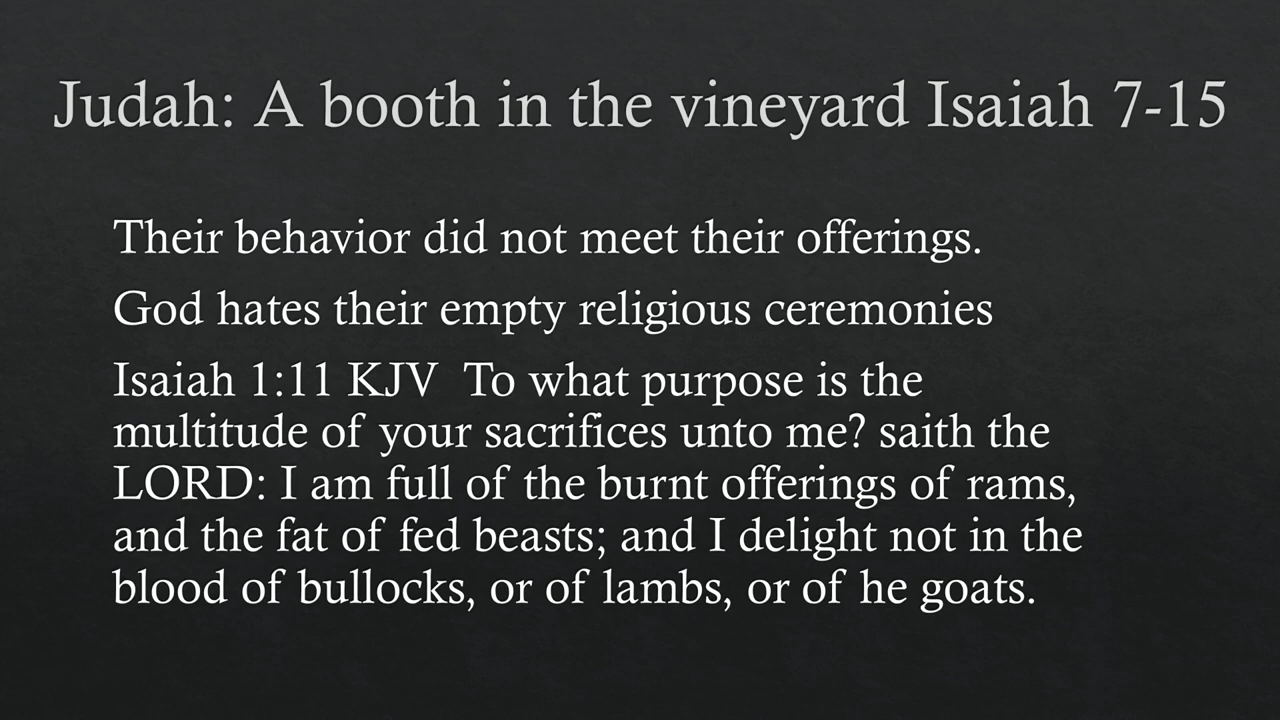 Judah: A booth in the vineyard Isaiah 7-15
Their behavior did not meet their offerings.
God hates their empty religious ceremonies
Isaiah 1:11 KJV  To what purpose is the
multitude of your sacrifices unto me? saith the
LORD: I am full of the burnt offerings of rams,
and the fat of fed beasts; and I delight not in the
blood of bullocks, or of lambs, or of he goats.